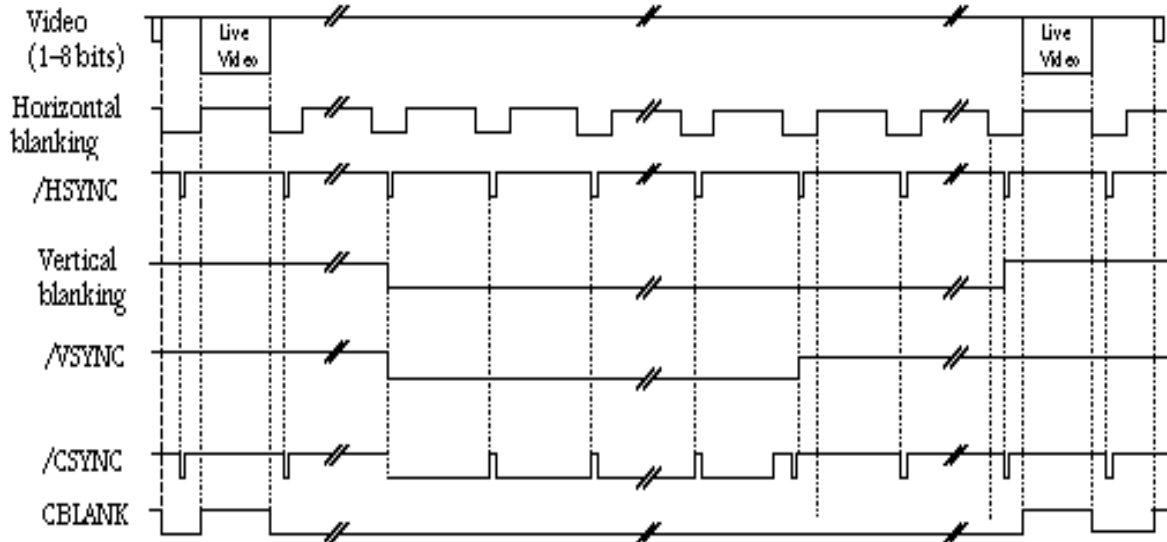 Video
(1–8 bits)
Live
Video
Live
Video
Horizontal
blanking
/HSYNC
Vertical
blanking
/VSYNC
/CSYNC
CBLANK